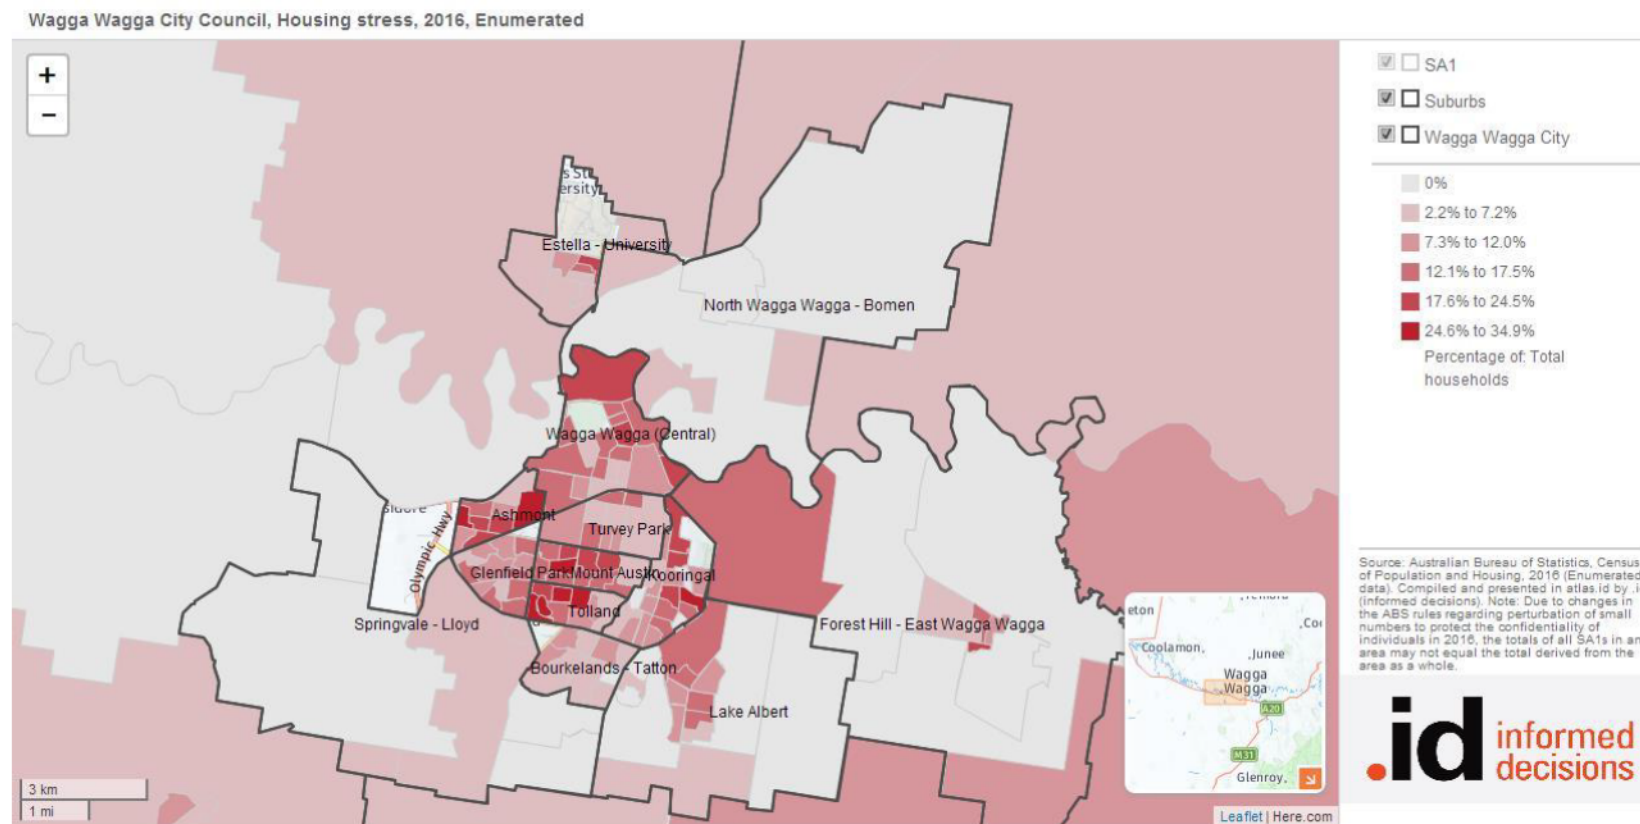 Wagga Wagga City Council, Housing stress, 2016, Enumerated
+
−
SA1
Suburbs
Wagga Wagga City
0%
2.2% to 7.2%
7.3% to 12.0%
12.1% to 17.5%
17.6% to 24.5%
24.6% to 34.9%
Percentage of: Total
households
s St
ersity
Estella - University
North Wagga Wagga - Bomen
Wagga Wagga (Central)
Ashmont
Olympic Hwy
Turvey Park
Glenfield Park
Mount Aust
Kooringal
Tolland
Springvale - Lloyd
Forest Hill - East Wagga Wagga
Bourkelands - Tatton
Lake Albert
eton
Coolamon
Junee
Wagga
Wagga
A20
M31
Glenroy
3 km
1 mi
Leaflet | Here.com
Source: Australian Bureau of Statistics, Census
of Population and Housing, 2016 (Enumerated
data). Compiled and presented in atlas.id by .i
(informed decisions). Note: Due to changes in
the ABS rules regarding perturbation of small
numbers to protect the confidentiality of
individuals in 2016, the totals of all SA1s in an
area may not equal the total derived from the
area as a whole.
.id informed
decisions